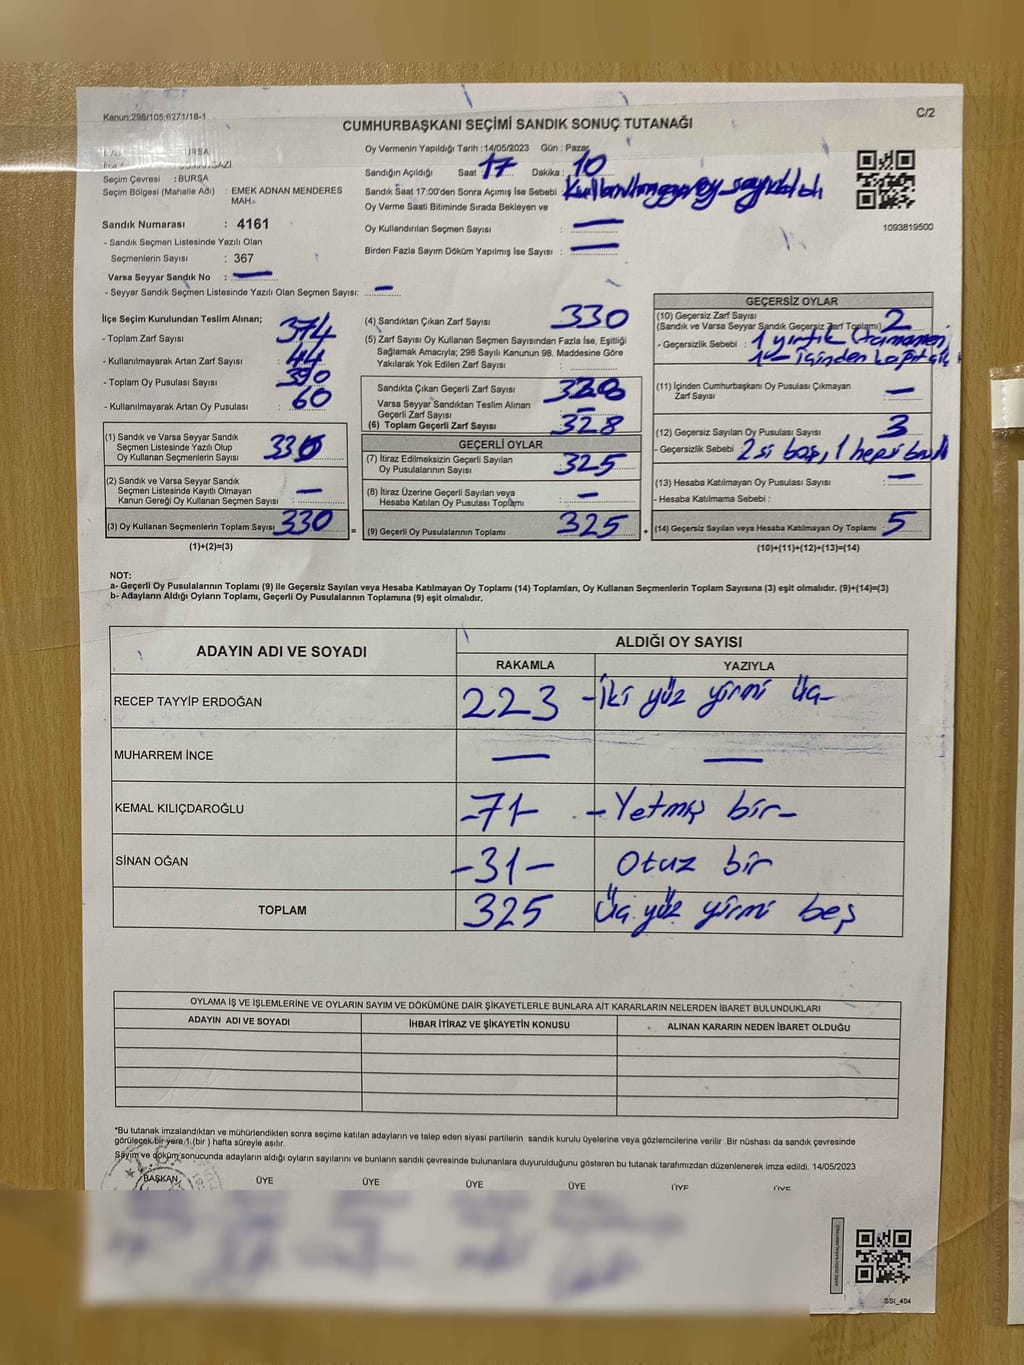 Kanun:298/105;6271/18-1
C/2
CUMHURBAŞKANI SEÇİMİ SANDIK SONUÇ TUTANAĞI
Oy Vermenin Yapıldığı Tarih : 14/05/2023 Gün : Pazar
Seçim Çevresi : BURSA
Seçim Bölgesi (Mahalle Adı) : EMEK ADNAN MENDERES MAH.
Sandık Numarası : 4161
- Sandık Seçmen Listesinde Yazılı Olan
Seçmenlerin Sayısı : 367
Varsa Seyyar Sandık No : —
- Seyyar Sandık Seçmen Listesinde Yazılı Olan Seçmen Sayısı: —
Sandığın Açıldığı Saat 17 Dakika : 10
Sandık Saat 17:00'den Sonra Açımış İse Sebebi : sayıldı
Oy Verme Saati Bitiminde Sırada Bekleyen ve
Oy Kullandırılan Seçmen Sayısı : —
Birden Fazla Sayım Döküm Yapılmış İse Sayısı : —
1093819500
İlçe Seçim Kurulundan Teslim Alınan;
- Toplam Zarf Sayısı : 374
- Kullanılmayarak Artan Zarf Sayısı : 44
- Toplam Oy Pusulası Sayısı : 390
- Kullanılmayarak Artan Oy Pusulası : 60
(1) Sandık ve Varsa Seyyar Sandık
Seçmen Listesinde Yazılı Olup
Oy Kullanan Seçmenlerin Sayısı : 330
(2) Sandık ve Varsa Seyyar Sandık
Seçmen Listesinde Kayıtlı Olmayan
Kanun Gereği Oy Kullanan Seçmen Sayısı : —
(3) Oy Kullanan Seçmenlerin Toplam Sayısı : 330 =
(1)+(2)=(3)
(4) Sandıktan Çıkan Zarf Sayısı : 330
(5) Zarf Sayısı Oy Kullanan Seçmen Sayısından Fazla İse, Eşitliği
Sağlamak Amacıyla; 298 Sayılı Kanunun 98. Maddesine Göre
Yakılarak Yok Edilen Zarf Sayısı :
Sandıkta Çıkan Geçerli Zarf Sayısı : 328
Varsa Seyyar Sandıktan Teslim Alınan
Geçerli Zarf Sayısı : —
(6) Toplam Geçerli Zarf Sayısı : 328
GEÇERLİ OYLAR
(7) İtiraz Edilmeksizin Geçerli Sayılan
Oy Pusulalarının Sayısı : 325
(8) İtiraz Üzerine Geçerli Sayılan veya
Hesaba Katılan Oy Pusulası Toplamı : —
(9) Geçerli Oy Pusulalarının Toplamı : 325 +
GEÇERSİZ OYLAR
(10) Geçersiz Zarf Sayısı
(Sandık ve Varsa Seyyar Sandık Geçersiz Zarf Toplamı) : 2
- Geçersizlik Sebebi : 1 yırtık (tamamen)
içinden
(11) İçinden Cumhurbaşkanı Oy Pusulası Çıkmayan
Zarf Sayısı : —
(12) Geçersiz Sayılan Oy Pusulası Sayısı : 3
- Geçersizlik Sebebi : 2 si boş, 1 hepsi
(13) Hesaba Katılmayan Oy Pusulası Sayısı : —
- Hesaba Katılmama Sebebi :
(14) Geçersiz Sayılan veya Hesaba Katılmayan Oy Toplamı : 5
(10)+(11)+(12)+(13)=(14)
NOT:
a- Geçerli Oy Pusulalarının Toplamı (9) ile Geçersiz Sayılan veya Hesaba Katılmayan Oy Toplamı (14) Toplamları, Oy Kullanan Seçmenlerin Toplam Sayısına (3) eşit olmalıdır. (9)+(14)=(3)
b- Adayların Aldığı Oyların Toplamı, Geçerli Oy Pusulalarının Toplamına (9) eşit olmalıdır.
ADAYIN ADI VE SOYADI
ALDIĞI OY SAYISI
RAKAMLA YAZIYLA
RECEP TAYYİP ERDOĞAN 223 -İki yüz yirmi üç-
MUHARREM İNCE — —
KEMAL KILIÇDAROĞLU -71- -Yetmiş bir-
SİNAN OĞAN -31- Otuz bir
TOPLAM 325 Üç yüz yirmi beş
OYLAMA İŞ VE İŞLEMLERİNE VE OYLARIN SAYIM VE DÖKÜMÜNE DAİR ŞİKAYETLERLE BUNLARA AİT KARARLARIN NELERDEN İBARET BULUNDUKLARI
ADAYIN ADI VE SOYADI İHBAR İTİRAZ VE ŞİKAYETİN KONUSU ALINAN KARARIN NEDEN İBARET OLDUĞU
*Bu tutanak imzalandıktan ve mühürlendikten sonra seçime katılan adayların ve talep eden siyasi partilerin sandık kurulu üyelerine veya gözlemcilerine verilir .Bir nüshası da sandık çevresinde
görülecek bir yere 1 (bir ) hafta süreyle asılır.
Sayım ve döküm sonucunda adayların aldığı oyların sayılarını ve bunların sandık çevresinde bulunanlara duyurulduğunu gösteren bu tutanak tarafımızdan düzenlenerek imza edildi. 14/05/2023
BAŞKAN ÜYE ÜYE ÜYE ÜYE ÜYE ÜYE
SSI_404